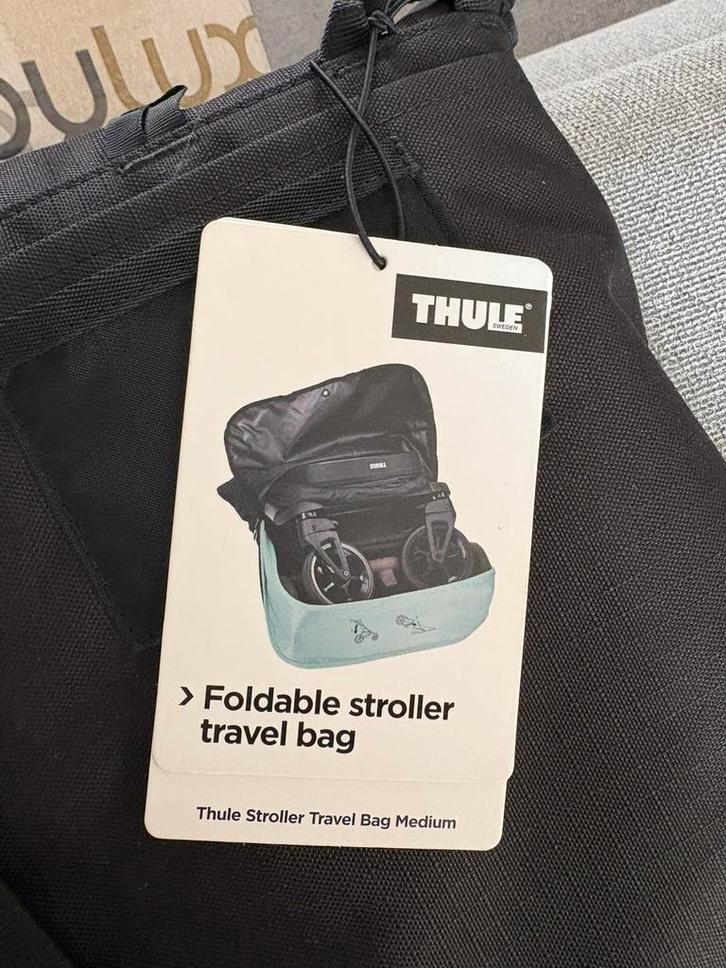 THULE®
SWEDEN
THULE
› Foldable stroller
travel bag
Thule Stroller Travel Bag Medium